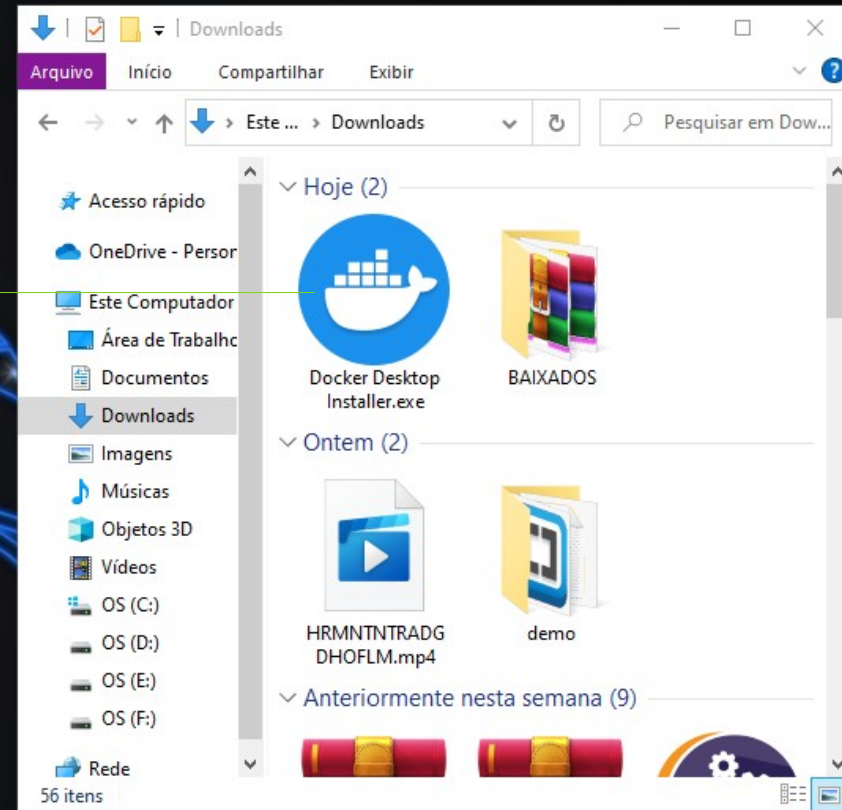 Downloads
Arquivo Início Compartilhar Exibir
Este ... Downloads Pesquisar em Dow...
Acesso rápido
OneDrive - Person
Este Computador
Área de Trabalho
Documentos
Downloads
Imagens
Músicas
Objetos 3D
Vídeos
OS (C:)
OS (D:)
OS (E:)
OS (F:)
Rede
Hoje (2)
Docker Desktop
Installer.exe
BAIXADOS
Ontem (2)
HRMNTNTRADG
DHOFLM.mp4
demo
Anteriormente nesta semana (9)
56 itens